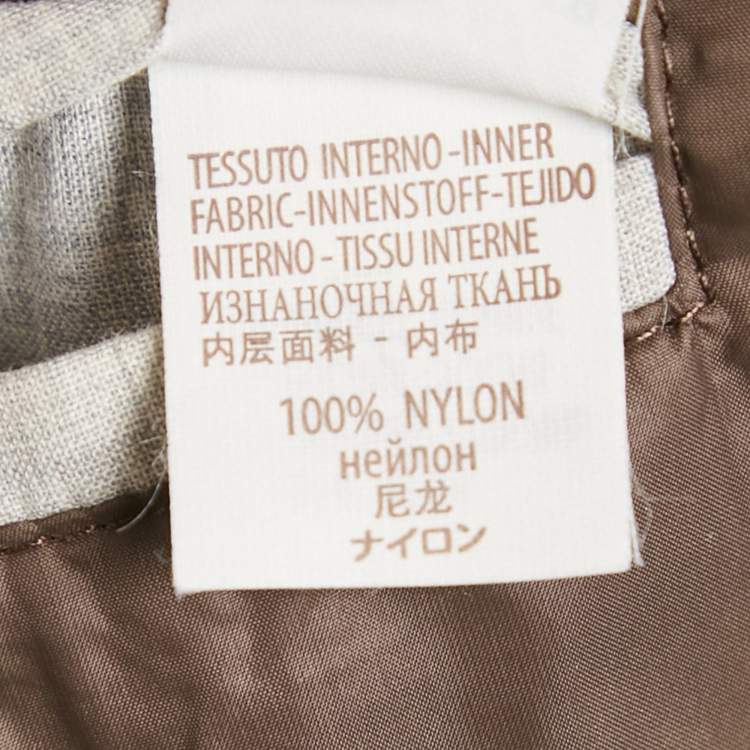 TESSUTO INTERNO-INNER
FABRIC-INNENSTOFF-TEJIDO
INTERNO-TISSU INTERNE
ИЗНАНОЧНАЯ ТКАНЬ
内层面料 - 内布
100% NYLON
нейлон
尼龙
ナイロン